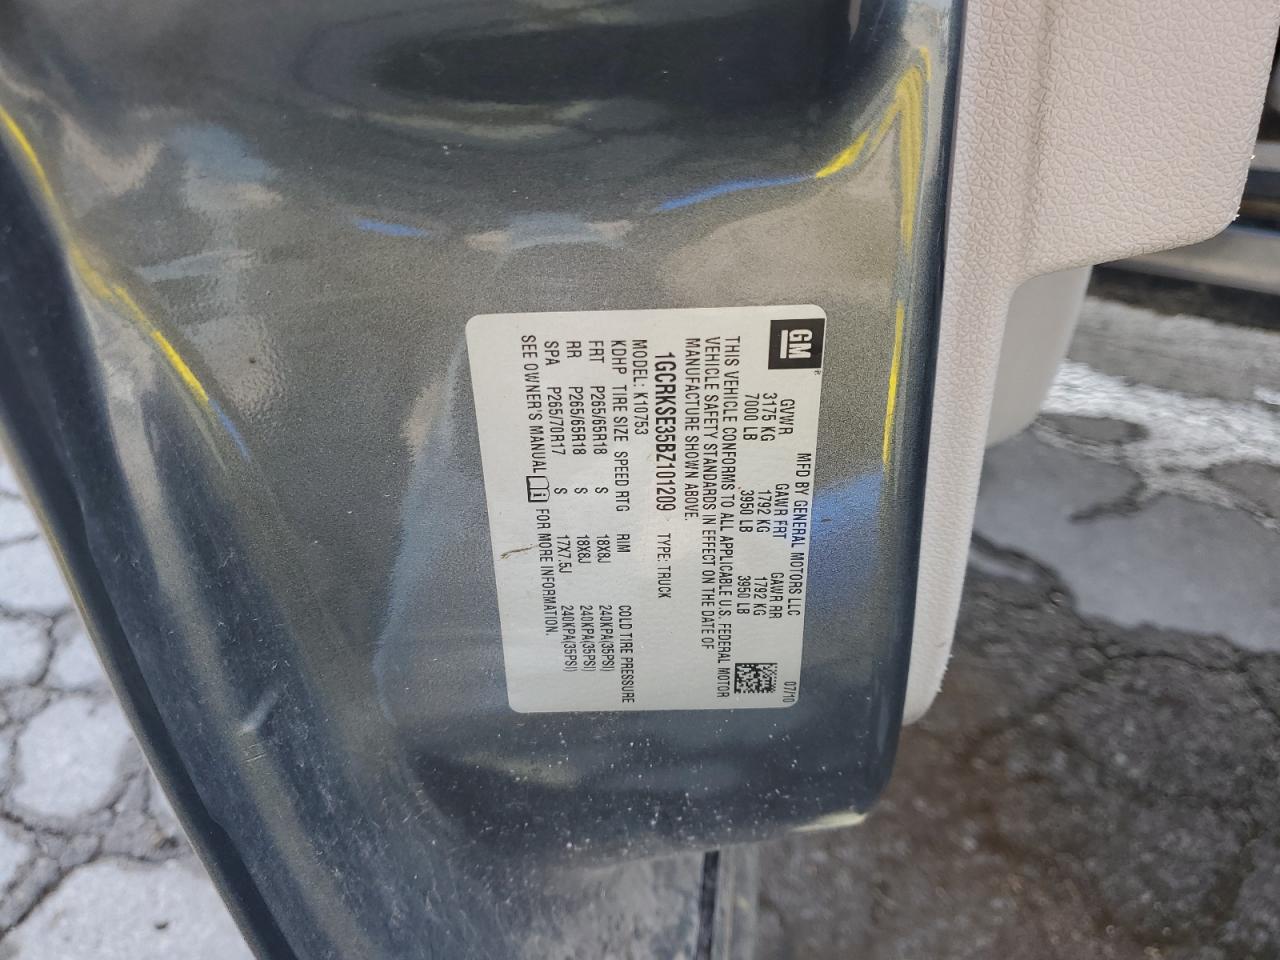 GM
MFD BY GENERAL MOTORS LLC 07/10
GVWR GAWR FRT GAWR RR
3175 KG 1792 KG 1792 KG
7000 LB 3950 LB 3950 LB
THIS VEHICLE CONFORMS TO ALL APPLICABLE U.S. FEDERAL MOTOR
VEHICLE SAFETY STANDARDS IN EFFECT ON THE DATE OF
MANUFACTURE SHOWN ABOVE.
1GCRKSE35BZ101209 TYPE: TRUCK
MODEL: K10753
KDHP TIRE SIZE SPEED RTG RIM COLD TIRE PRESSURE
FRT P265/65R18 S 18X8J 240KPA(35PSI)
RR P265/65R18 S 18X8J 240KPA(35PSI)
SPA P265/70R17 S 17X7.5J 240KPA(35PSI)
SEE OWNER'S MANUAL FOR MORE INFORMATION.